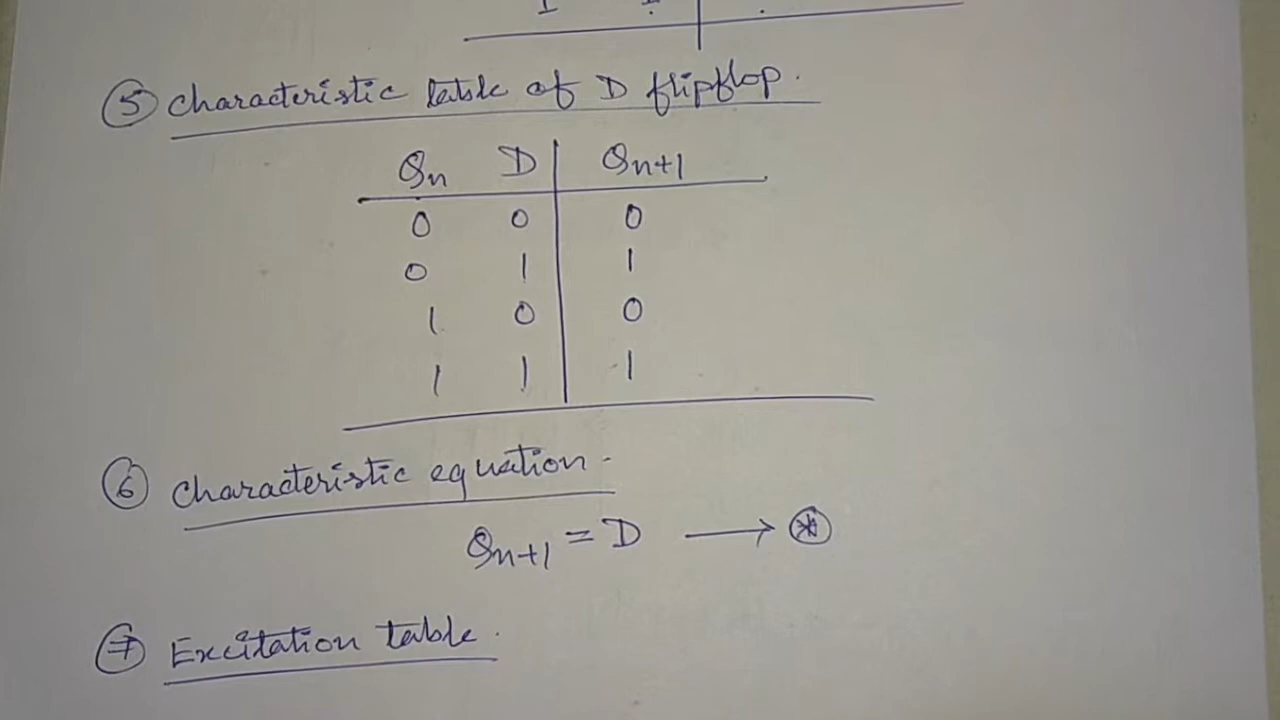 ⑤ Characteristic table of D flipflop.
Qn D Qn+1
0 0 0
0 1 1
1 0 0
1 1 1
⑥ Characteristic equation.
Qn+1 = D → ⊛
⑦ Excitation table.